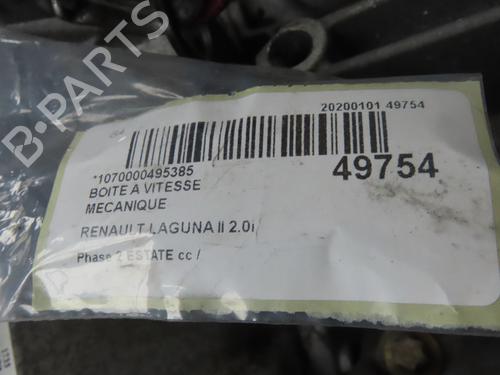 B-PARTS
20200101 49754
*1070000495385
49754
BOITE A VITESSE
MECANIQUE
RENAULT LAGUNA II 2.0i
Phase 2 ESTATE cc /